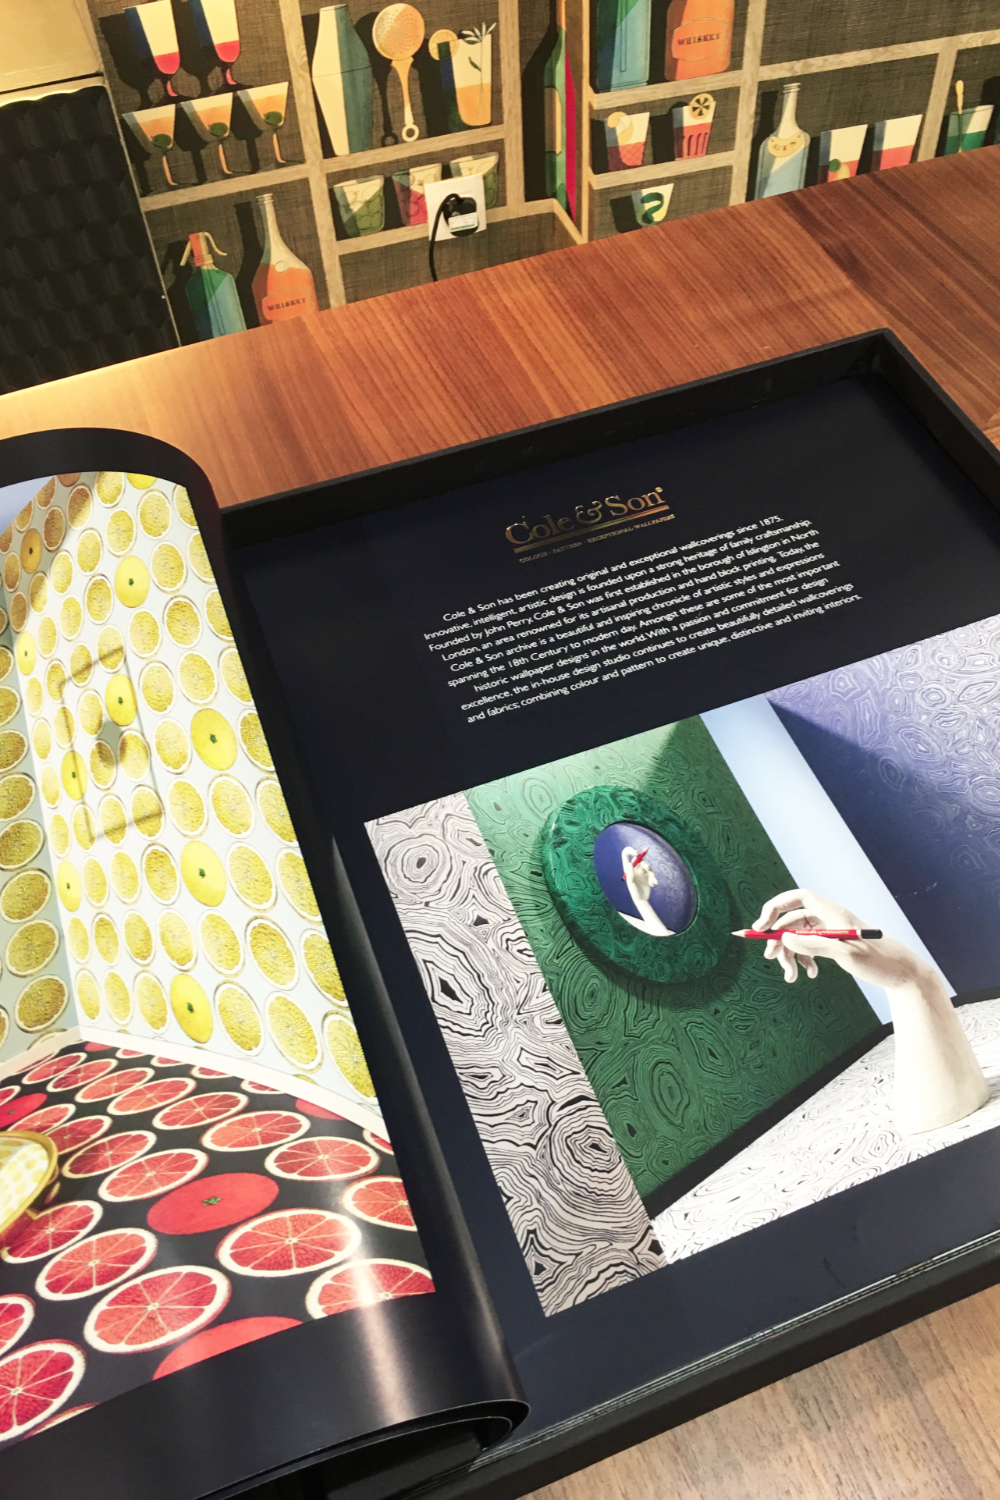 WHISKEY
WHISKEY
Cole & Son®
COLOUR · PATTERN · EXCEPTIONAL WALLPAPERS
Cole & Son has been creating original and exceptional wallcoverings since 1875.
Innovative, intelligent, artistic design is founded upon a strong heritage of family craftsmanship.
Founded by John Perry, Cole & Son was first established in the borough of Islington in North
London, an area renowned for its artisanal production and hand block printing. Today, the
Cole & Son archive is a beautiful and inspiring chronicle of artistic styles and expressions
spanning the 18th Century to modern day. Amongst these are some of the most important
historic wallpaper designs in the world. With a passion and commitment for design
excellence, the in-house design studio continues to create beautifully detailed wallcoverings
and fabrics; combining colour and pattern to create unique, distinctive and inviting interiors.